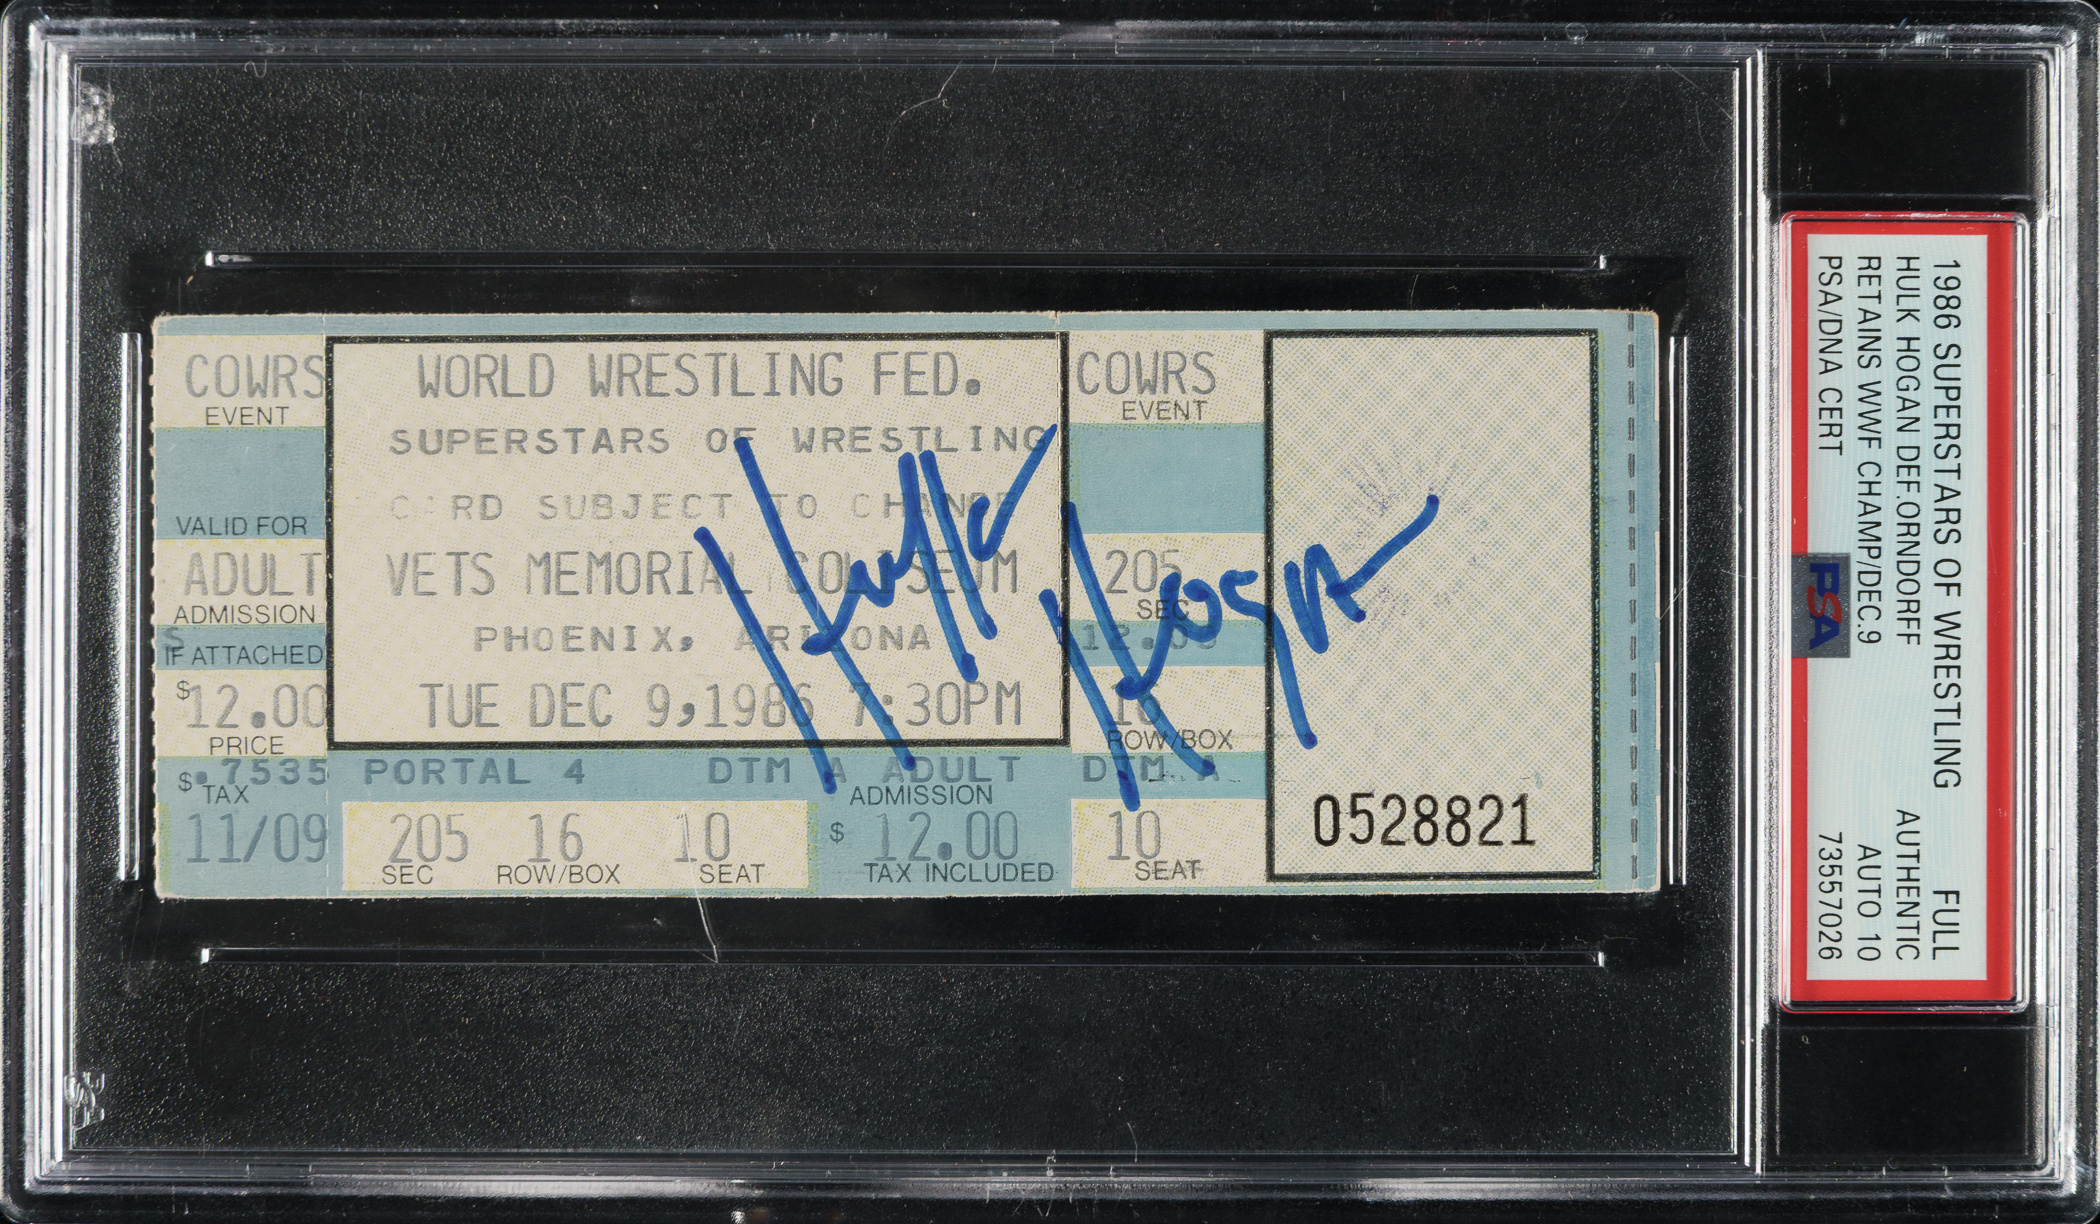 COWRS
EVENT
VALID FOR
ADULT
ADMISSION
S
IF ATTACHED
$12.00
PRICE
$.7535
TAX
11/09
WORLD WRESTLING FED.
SUPERSTARS OF WRESTLING
CARD SUBJECT TO CHANGE
VETS MEMORIAL COLISEUM
PHOENIX, ARIZONA
TUE DEC 9,1986 7:30PM
PORTAL 4 DTM A ADULT
ADMISSION
205 16 10 $ 12.00
SEC ROW/BOX SEAT TAX INCLUDED
Hulk Hogan
COWRS
EVENT
205
SEC
12.00
16
ROW/BOX
DTM A
10
SEAT
0528821
1986 SUPERSTARS OF WRESTLING FULL
HULK HOGAN DEF.ORNDORFF AUTHENTIC
RETAINS WWF CHAMP/DEC.9 AUTO 10
PSA/DNA CERT 73557026
PSA